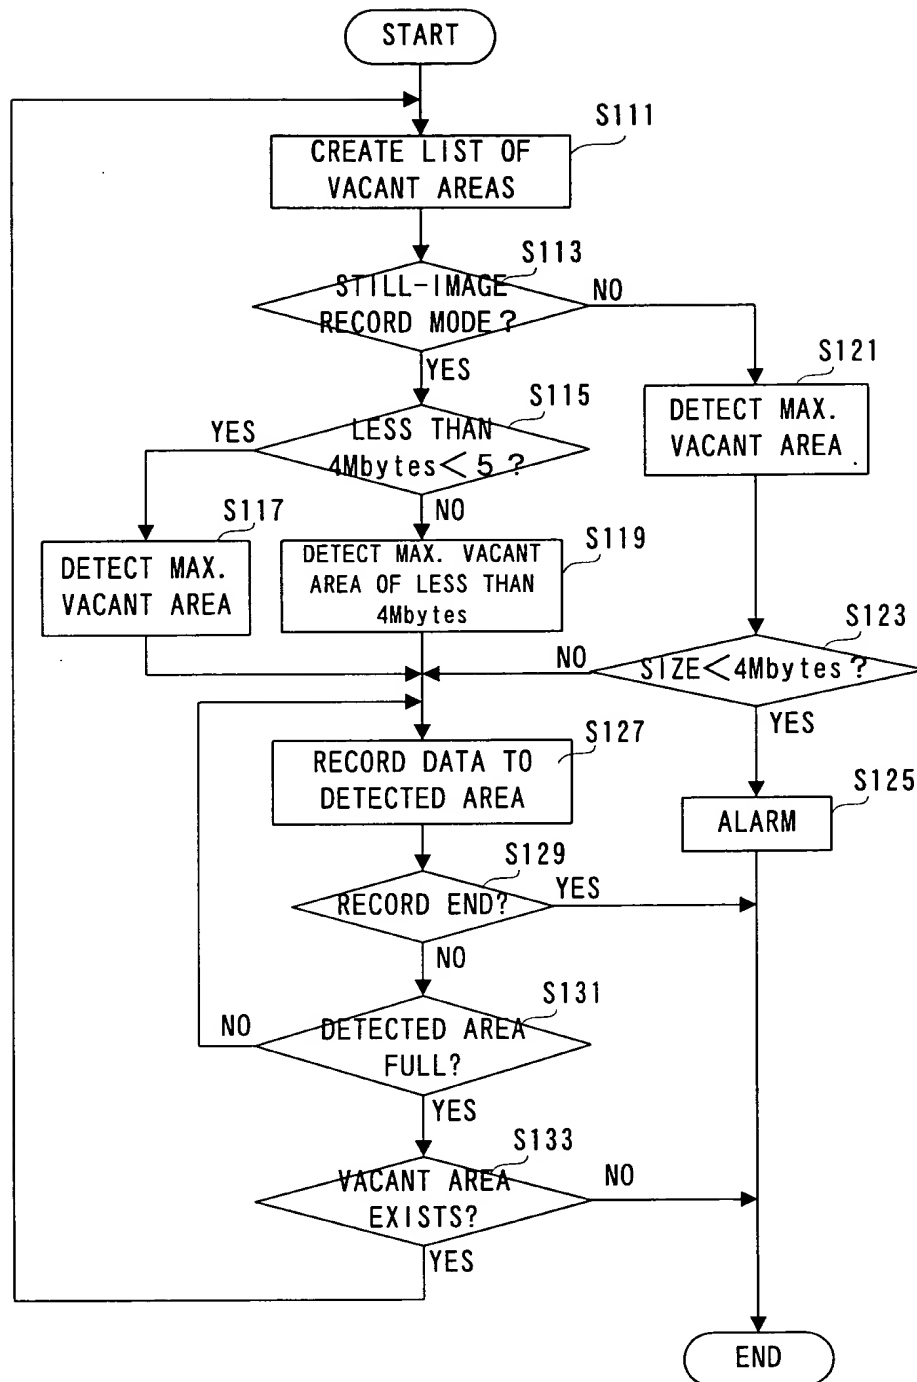 START
S111
CREATE LIST OF
VACANT AREAS
S113
STILL-IMAGE
RECORD MODE?
NO
YES
S115
LESS THAN
4Mbytes<5 ?
YES
NO
S121
DETECT MAX.
VACANT AREA
S117
DETECT MAX.
VACANT AREA
S119
DETECT MAX. VACANT
AREA OF LESS THAN
4Mbytes
S123
SIZE<4Mbytes?
NO
YES
S127
RECORD DATA TO
DETECTED AREA
S125
ALARM
S129
RECORD END?
YES
NO
S131
DETECTED AREA
FULL?
NO
YES
S133
VACANT AREA
EXISTS?
NO
YES
END